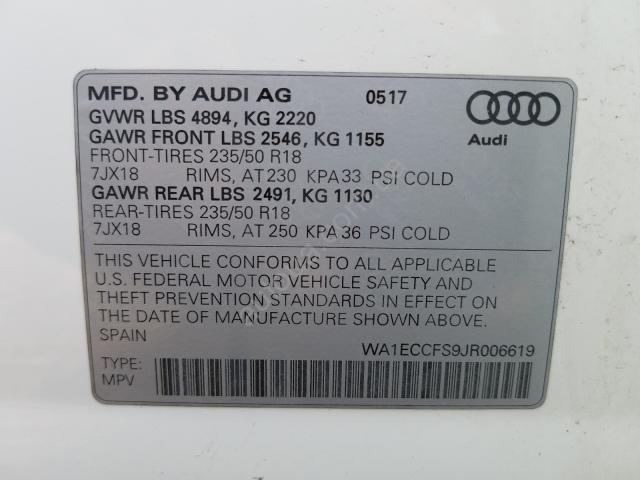 MFD. BY AUDI AG 0517
GVWR LBS 4894, KG 2220
GAWR FRONT LBS 2546, KG 1155
FRONT-TIRES 235/50 R18
7JX18 RIMS, AT 230 KPA 33 PSI COLD
GAWR REAR LBS 2491, KG 1130
REAR-TIRES 235/50 R18
7JX18 RIMS, AT 250 KPA 36 PSI COLD
Audi
THIS VEHICLE CONFORMS TO ALL APPLICABLE
U.S. FEDERAL MOTOR VEHICLE SAFETY AND
THEFT PREVENTION STANDARDS IN EFFECT ON
THE DATE OF MANUFACTURE SHOWN ABOVE.
SPAIN
WA1ECCFS9JR006619
TYPE:
MPV